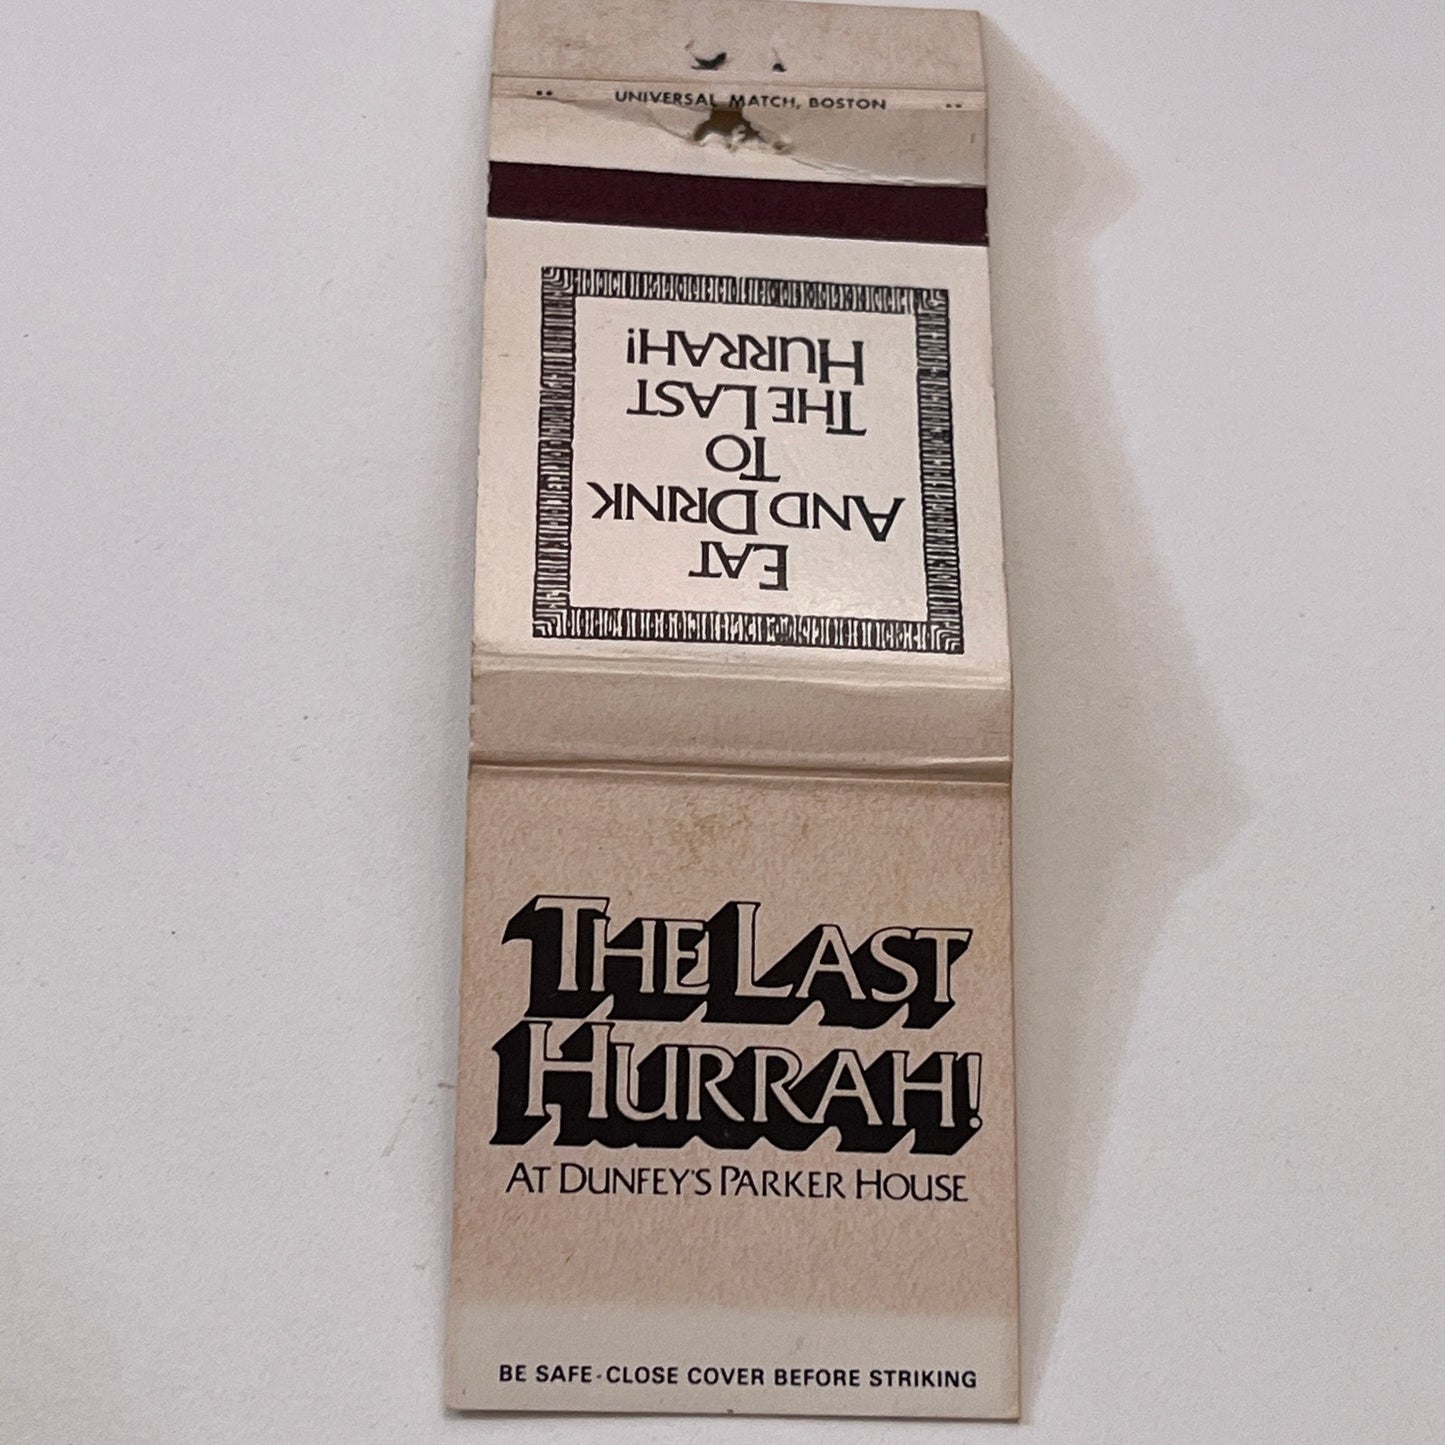 UNIVERSAL MATCH, BOSTON
EAT
AND DRINK
TO
THE LAST
HURRAH!
THE LAST
HURRAH!
AT DUNFEY'S PARKER HOUSE
BE SAFE-CLOSE COVER BEFORE STRIKING